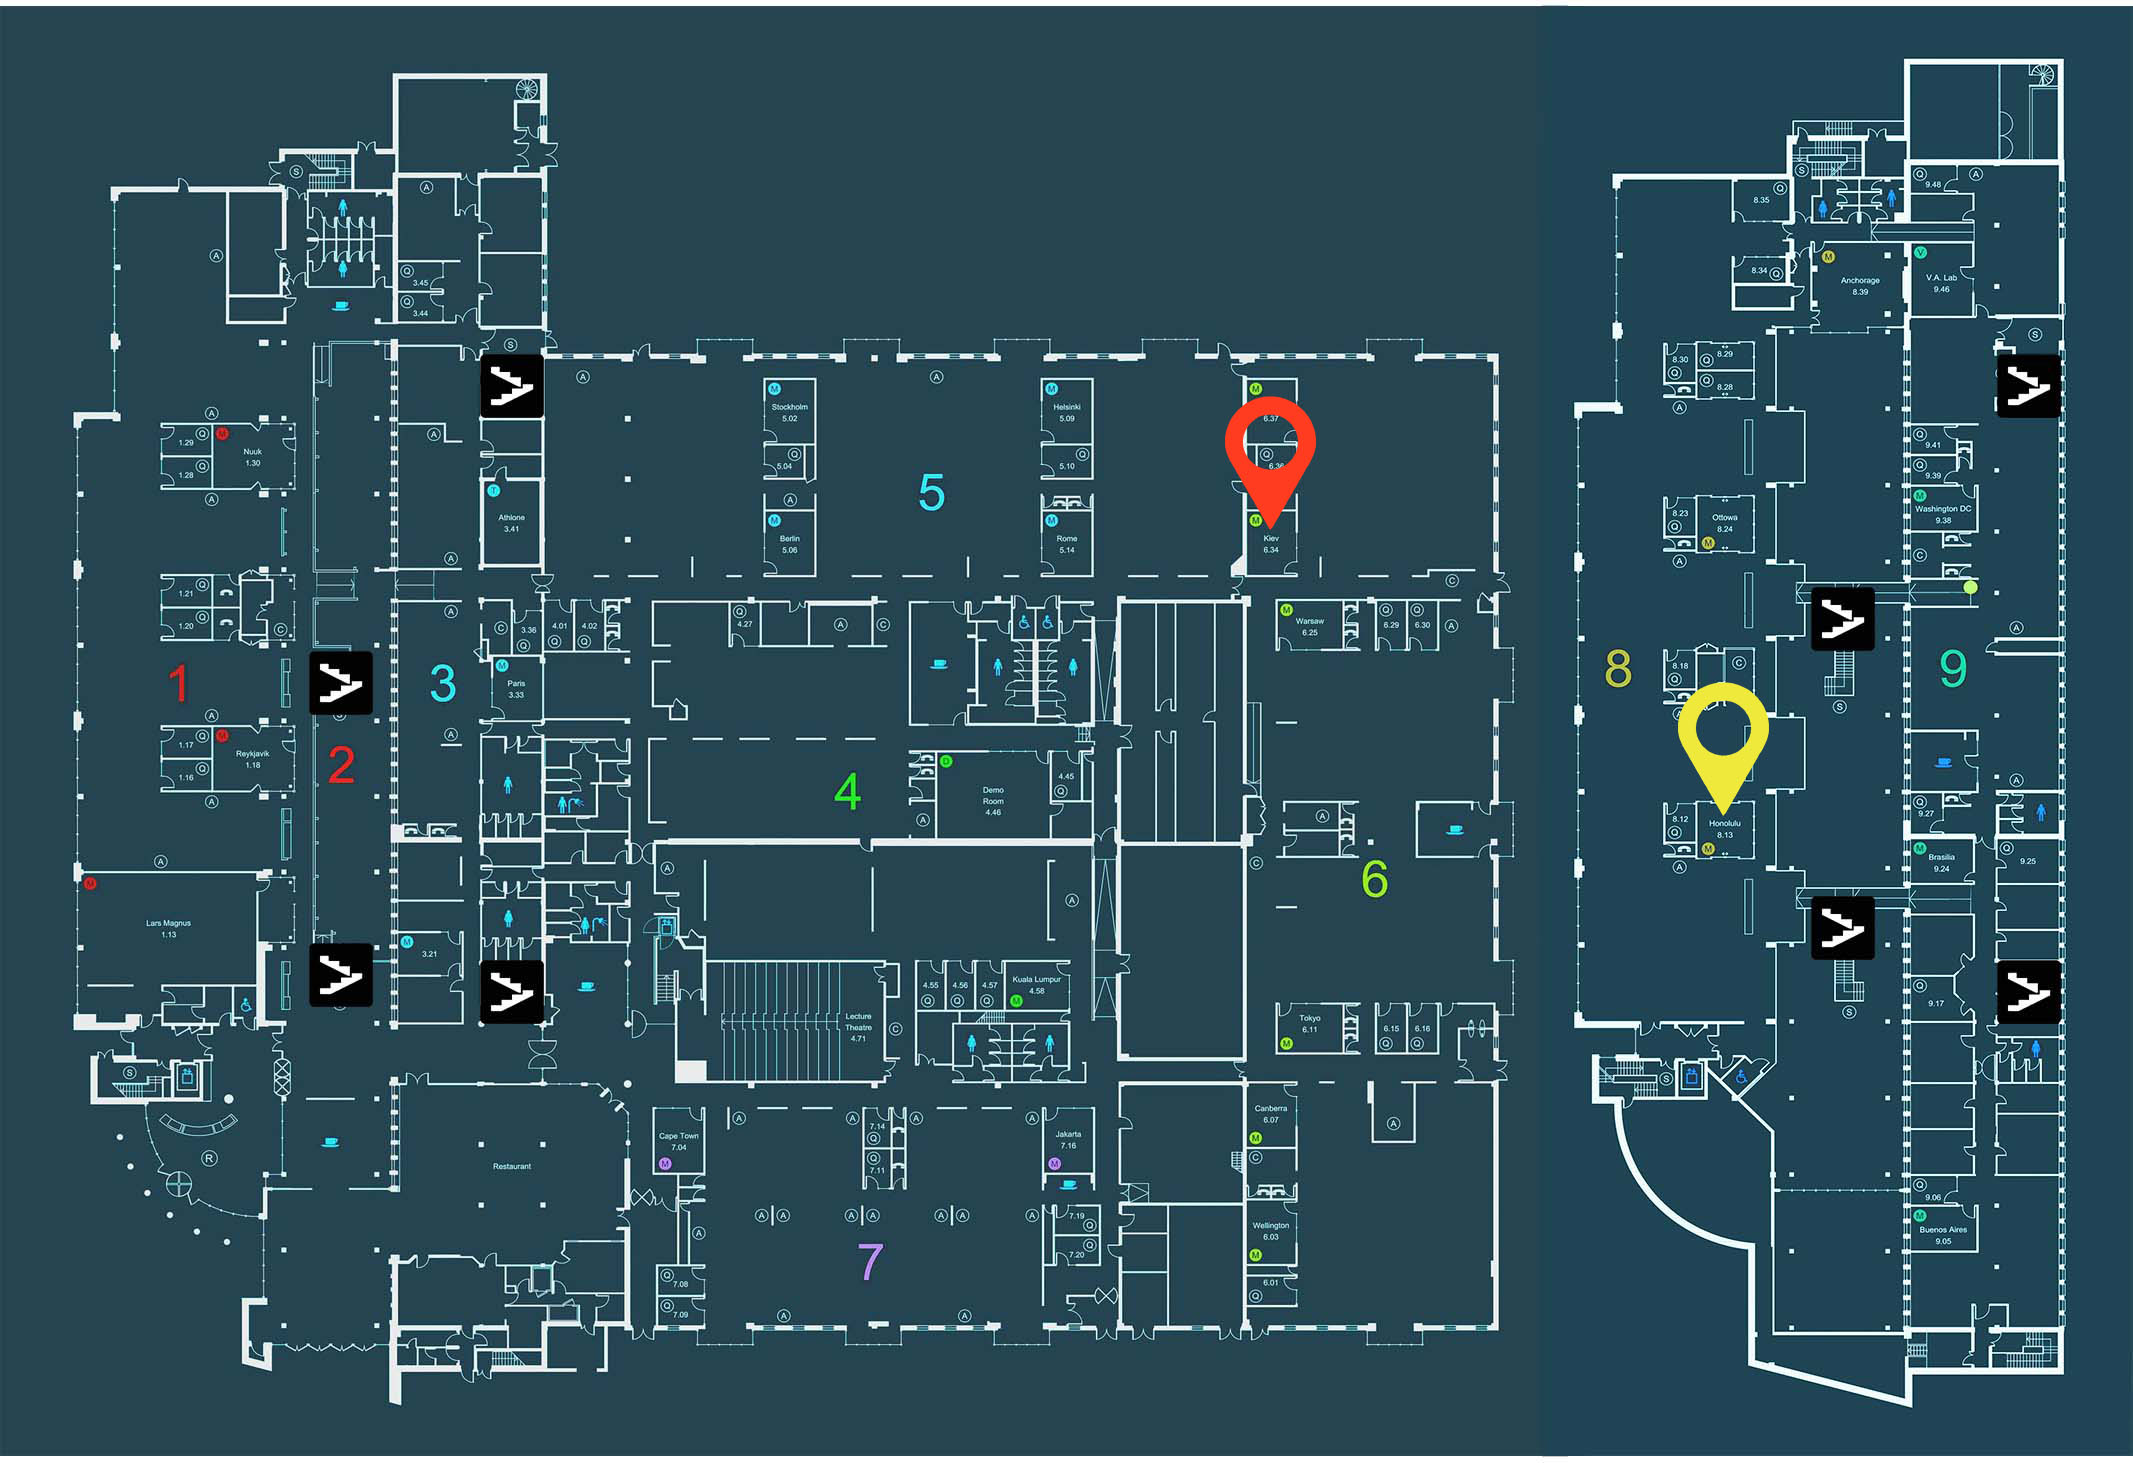 S
A
Q
3.45
Q
3.44
A
S
A
A
Q
1.29
M
Nuuk
1.30
Q
1.28
A
A
T
Athlone
3.41
A
Q
1.21
Q
1.20
C
A
C
3.36
Q
4.01
Q
4.02
Q
M
Paris
3.33
1
2
3
A
Q
1.17
M
Reykjavik
1.18
Q
1.16
A
A
A
M
Lars Magnus
1.13
M
3.21
S
R
Restaurant
A
A
M
Stockholm
5.02
Q
5.04
A
M
Berlin
5.06
5
M
Helsinki
5.09
Q
5.10
M
Rome
5.14
M
6.37
Q
6.36
M
Kiev
6.34
C
Q
4.27
A
C
M
Warsaw
6.25
Q
6.29
Q
6.30
A
4
D
Demo
Room
4.46
4.45
Q
A
A
C
6
A
A
Lecture
Theatre
4.71
C
4.55
Q
4.56
Q
4.57
Q
Kuala Lumpur
4.58
M
Tokyo
6.11
M
6.15
Q
6.16
Q
Cape Town
7.04
M
A
A
7.14
Q
7.11
Q
A
A
Jakarta
7.16
M
Canberra
6.07
M
C
A
A
A
A
A
A
A
A
A
7.19
Q
7.20
Q
Wellington
6.03
M
7
Q
7.08
Q
7.09
A
A
6.01
Q
S
Q
8.35
8.34
Q
M
Anchorage
8.39
Q
9.48
A
V
V.A. Lab
9.46
S
8.30
Q
8.29
Q
Q
8.28
A
Q
9.41
Q
9.39
M
Washington DC
9.38
8.23
Q
Ottowa
8.24
M
A
C
A
8
8.18
Q
C
A
S
9
8.12
Q
Honolulu
8.13
M
A
A
Q
9.27
M
Brasilia
9.24
Q
9.25
Q
9.17
S
S
Q
9.06
M
Buenos Aires
9.05